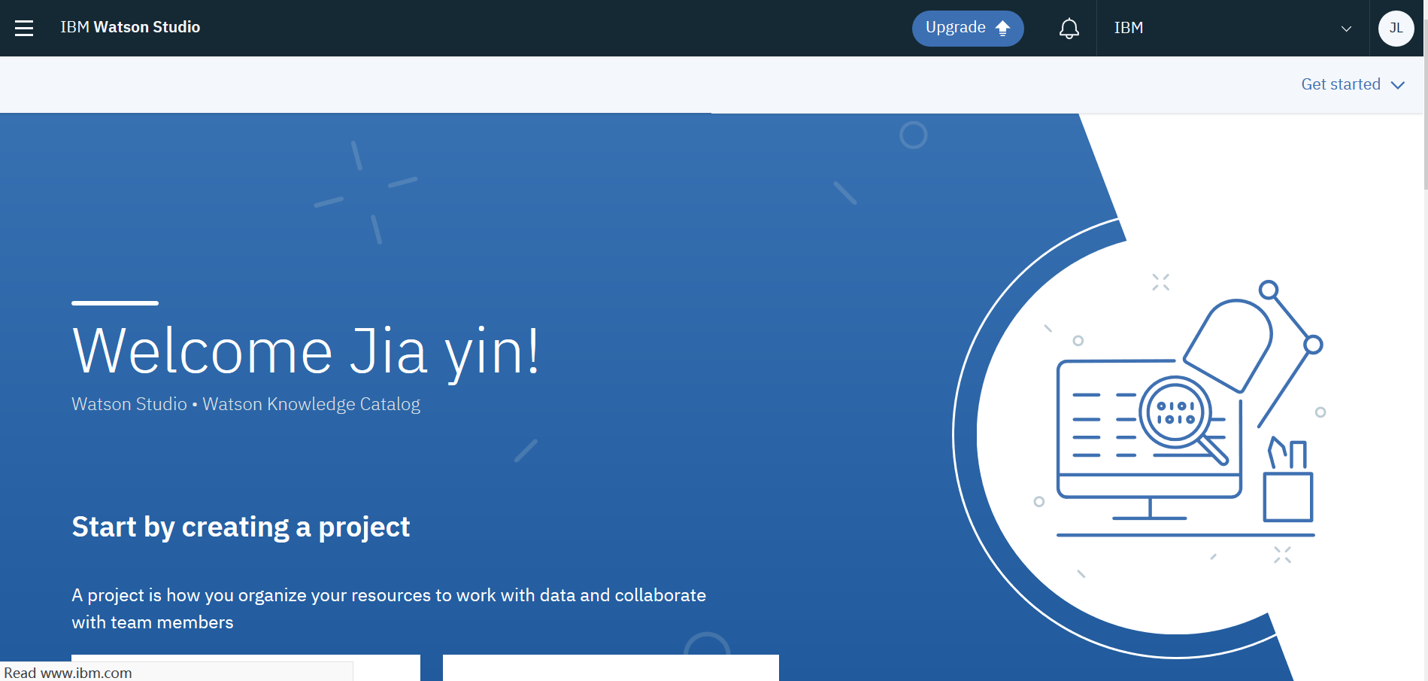 IBM Watson Studio
Upgrade
IBM
JL
Get started
Welcome Jia yin!
Watson Studio • Watson Knowledge Catalog
Start by creating a project
A project is how you organize your resources to work with data and collaborate
with team members
0101
1010
Read www.ibm.com